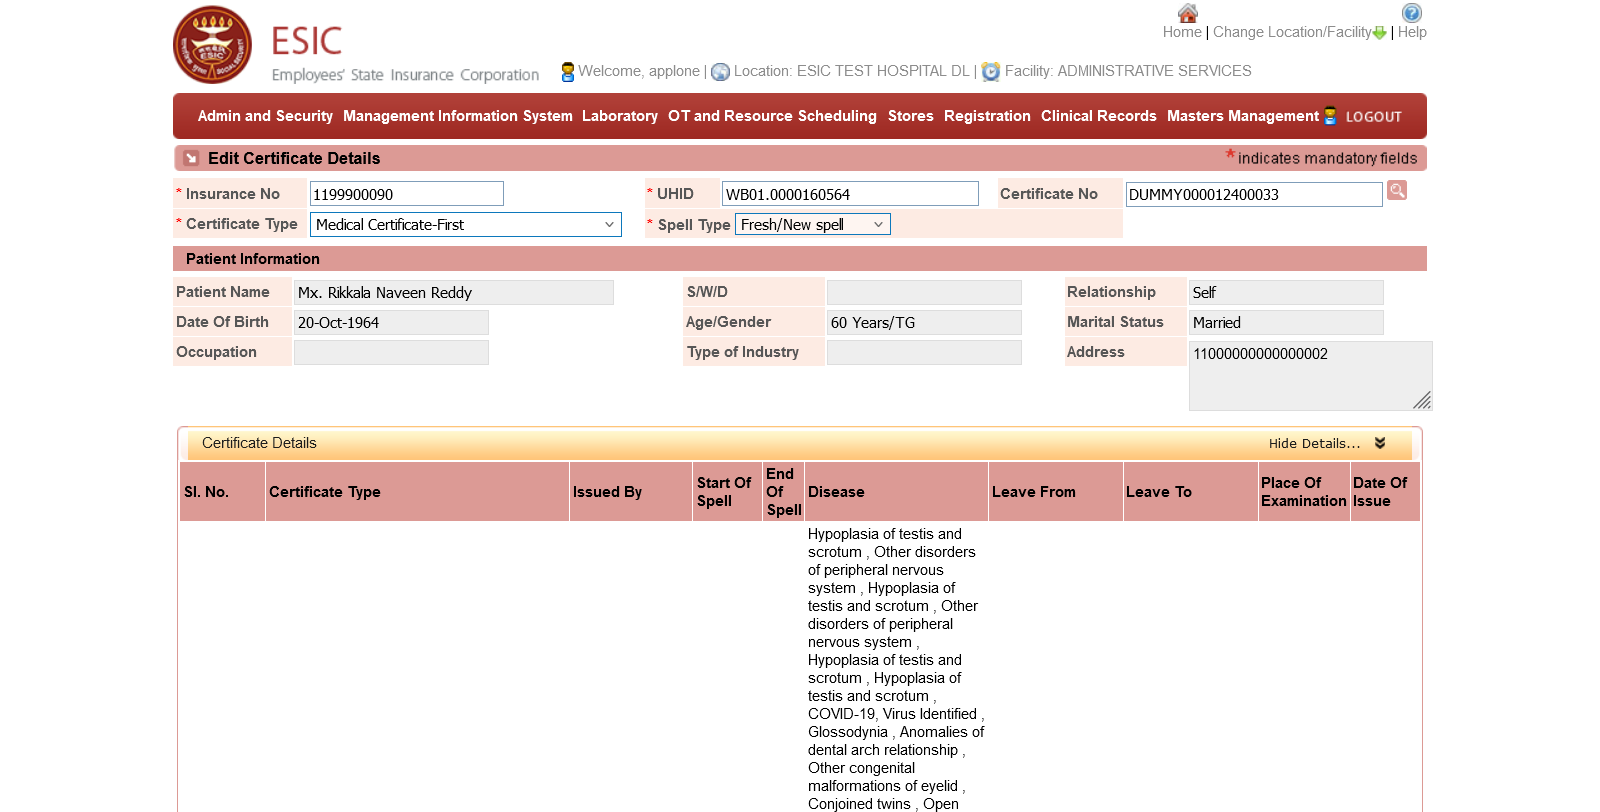 Home | Change Location/Facility | Help
ESIC
Employees' State Insurance Corporation
Welcome, applone | Location: ESIC TEST HOSPITAL DL | Facility: ADMINISTRATIVE SERVICES
Admin and Security Management Information System Laboratory OT and Resource Scheduling Stores Registration Clinical Records Masters Management LOGOUT
Edit Certificate Details * indicates mandatory fields
* Insurance No 1199900090 * UHID WB01.0000160564 Certificate No DUMMY000012400033
* Certificate Type Medical Certificate-First * Spell Type Fresh/New spell
Patient Information
Patient Name Mx. Rikkala Naveen Reddy S/W/D Relationship Self
Date Of Birth 20-Oct-1964 Age/Gender 60 Years/TG Marital Status Married
Occupation Type of Industry Address 11000000000000002
Certificate Details Hide Details...
Sl. No. Certificate Type Issued By Start Of Spell End Of Spell Disease Leave From Leave To Place Of Examination Date Of Issue
Hypoplasia of testis and
scrotum , Other disorders
of peripheral nervous
system , Hypoplasia of
testis and scrotum , Other
disorders of peripheral
nervous system ,
Hypoplasia of testis and
scrotum , Hypoplasia of
testis and scrotum ,
COVID-19, Virus Identified ,
Glossodynia , Anomalies of
dental arch relationship ,
Other congenital
malformations of eyelid ,
Conjoined twins , Open